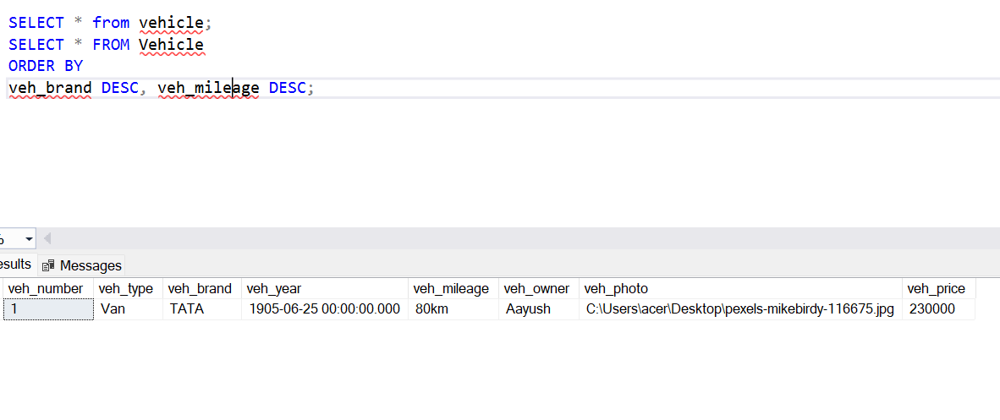 SELECT * from vehicle;
SELECT * FROM Vehicle
ORDER BY
veh_brand DESC, veh_mileage DESC;
%
esults Messages
veh_number veh_type veh_brand veh_year veh_mileage veh_owner veh_photo veh_price
1 Van TATA 1905-06-25 00:00:00.000 80km Aayush C:\Users\acer\Desktop\pexels-mikebirdy-116675.jpg 230000